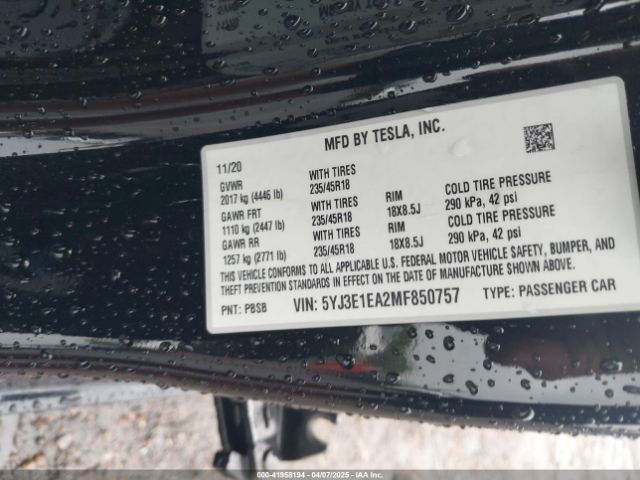 MFD BY TESLA, INC.
11/20
GVWR
2017 kg (4446 lb)
WITH TIRES
235/45R18
GAWR FRT
1110 kg (2447 lb)
WITH TIRES
235/45R18
RIM
18X8.5J
COLD TIRE PRESSURE
290 kPa, 42 psi
GAWR RR
1257 kg (2771 lb)
WITH TIRES
235/45R18
RIM
18X8.5J
COLD TIRE PRESSURE
290 kPa, 42 psi
THIS VEHICLE CONFORMS TO ALL APPLICABLE U.S. FEDERAL MOTOR VEHICLE SAFETY, BUMPER, AND
THEFT PREVENTION STANDARDS IN EFFECT ON THE DATE OF MANUFACTURE SHOWN ABOVE.
PNT: PBSB VIN: 5YJ3E1EA2MF850757 TYPE: PASSENGER CAR
000-41958194 - 04/07/2025 - IAA Corp.